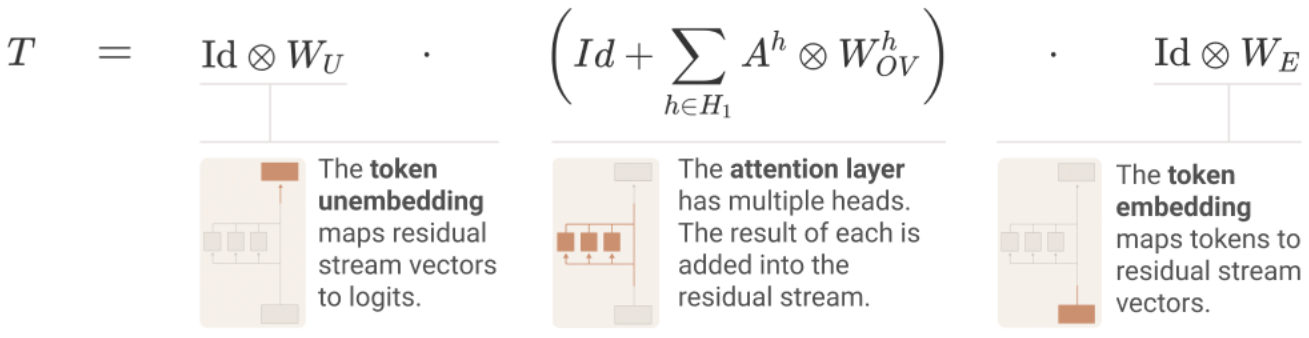 T = Id ⊗ W_U · (Id + ∑_{h∈H_1} A^h ⊗ W_{OV}^h) · Id ⊗ W_E
The token
unembedding
maps residual
stream vectors
to logits.
The attention layer
has multiple heads.
The result of each is
added into the
residual stream.
The token
embedding
maps tokens to
residual stream
vectors.